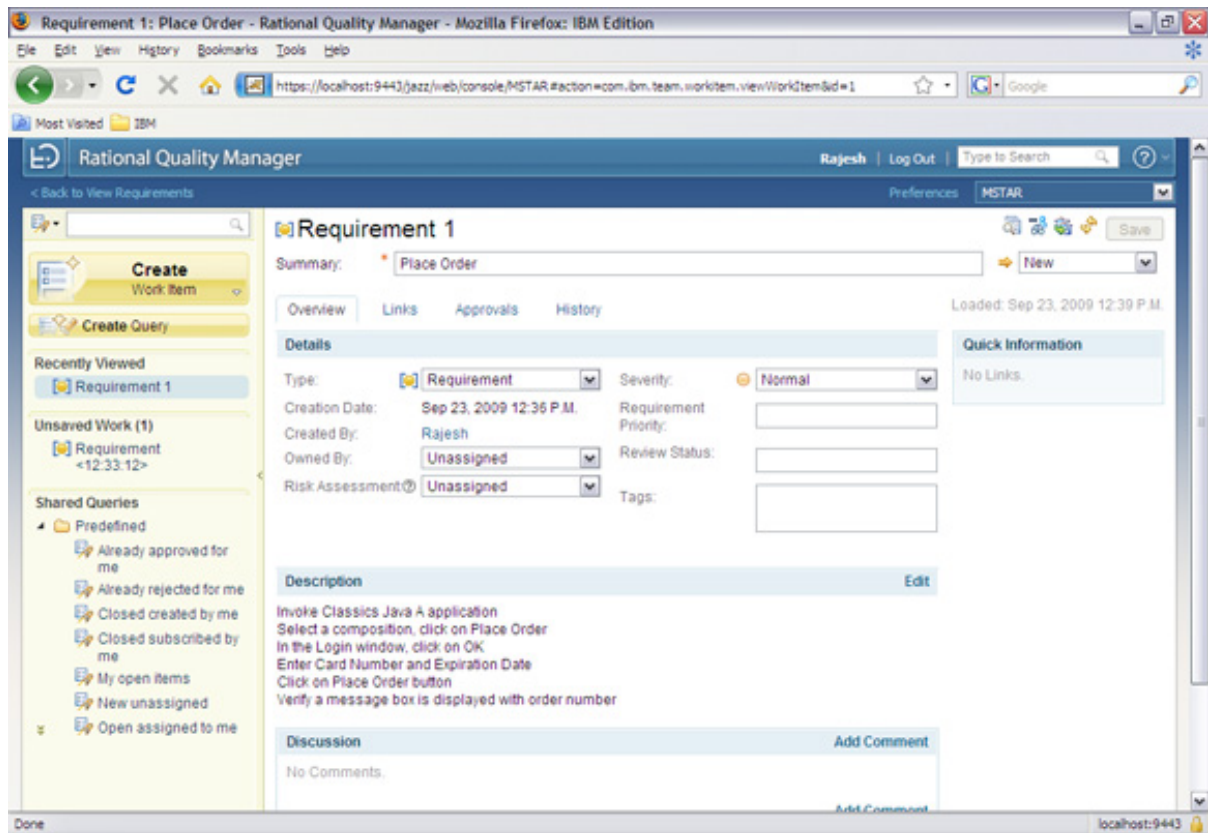 Requirement 1: Place Order - Rational Quality Manager - Mozilla Firefox: IBM Edition
File Edit View History Bookmarks Tools Help
https://localhost:9443/jazz/web/console/MSTAR#action=com.ibm.team.workitem.viewWorkItem&id=1
Google
Most Visited IBM
Rational Quality Manager
Rajesh | Log Out | Type to Search
< Back to View Requirements
Preferences MSTAR
Create
Work Item
Create Query
Recently Viewed
Requirement 1
Unsaved Work (1)
Requirement
<12:33:12>
Shared Queries
Predefined
Already approved for
me
Already rejected for me
Closed created by me
Closed subscribed by
me
My open items
New unassigned
Open assigned to me
Requirement 1
Save
Summary: * Place Order
New
Overview Links Approvals History
Loaded: Sep 23, 2009 12:39 P.M.
Details
Type: Requirement
Creation Date: Sep 23, 2009 12:36 P.M.
Created By: Rajesh
Owned By: Unassigned
Risk Assessment Unassigned
Severity: Normal
Requirement
Priority:
Review Status:
Tags:
Quick Information
No Links.
Description Edit
Invoke Classics Java A application
Select a composition, click on Place Order
In the Login window, click on OK
Enter Card Number and Expiration Date
Click on Place Order button
Verify a message box is displayed with order number
Discussion Add Comment
No Comments.
Add Comment
Done
localhost:9443